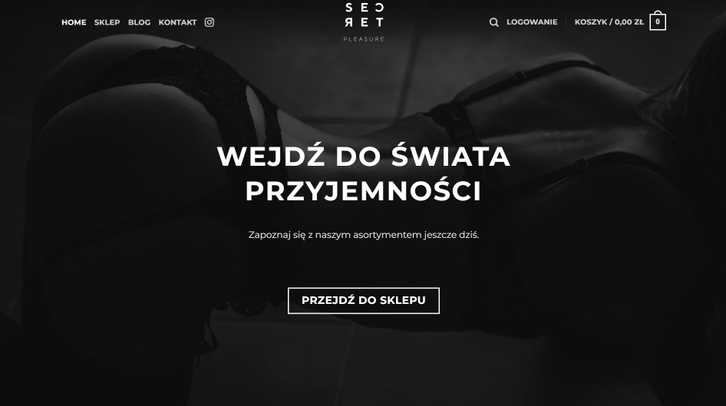 HOME SKLEP BLOG KONTAKT
SEC
RET
PLEASURE
LOGOWANIE
KOSZYK / 0,00 ZŁ 0
WEJDŹ DO ŚWIATA
PRZYJEMNOŚCI
Zapoznaj się z naszym asortymentem jeszcze dziś.
PRZEJDŹ DO SKLEPU